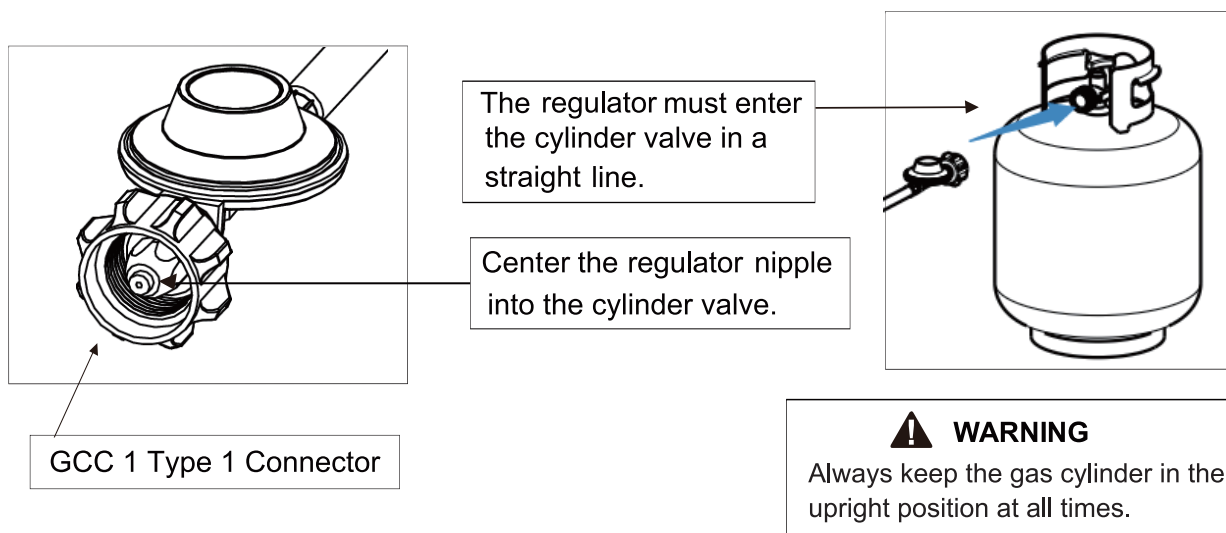 The regulator must enter
the cylinder valve in a
straight line.
Center the regulator nipple
into the cylinder valve.
GCC 1 Type 1 Connector
WARNING
Always keep the gas cylinder in the
upright position at all times.